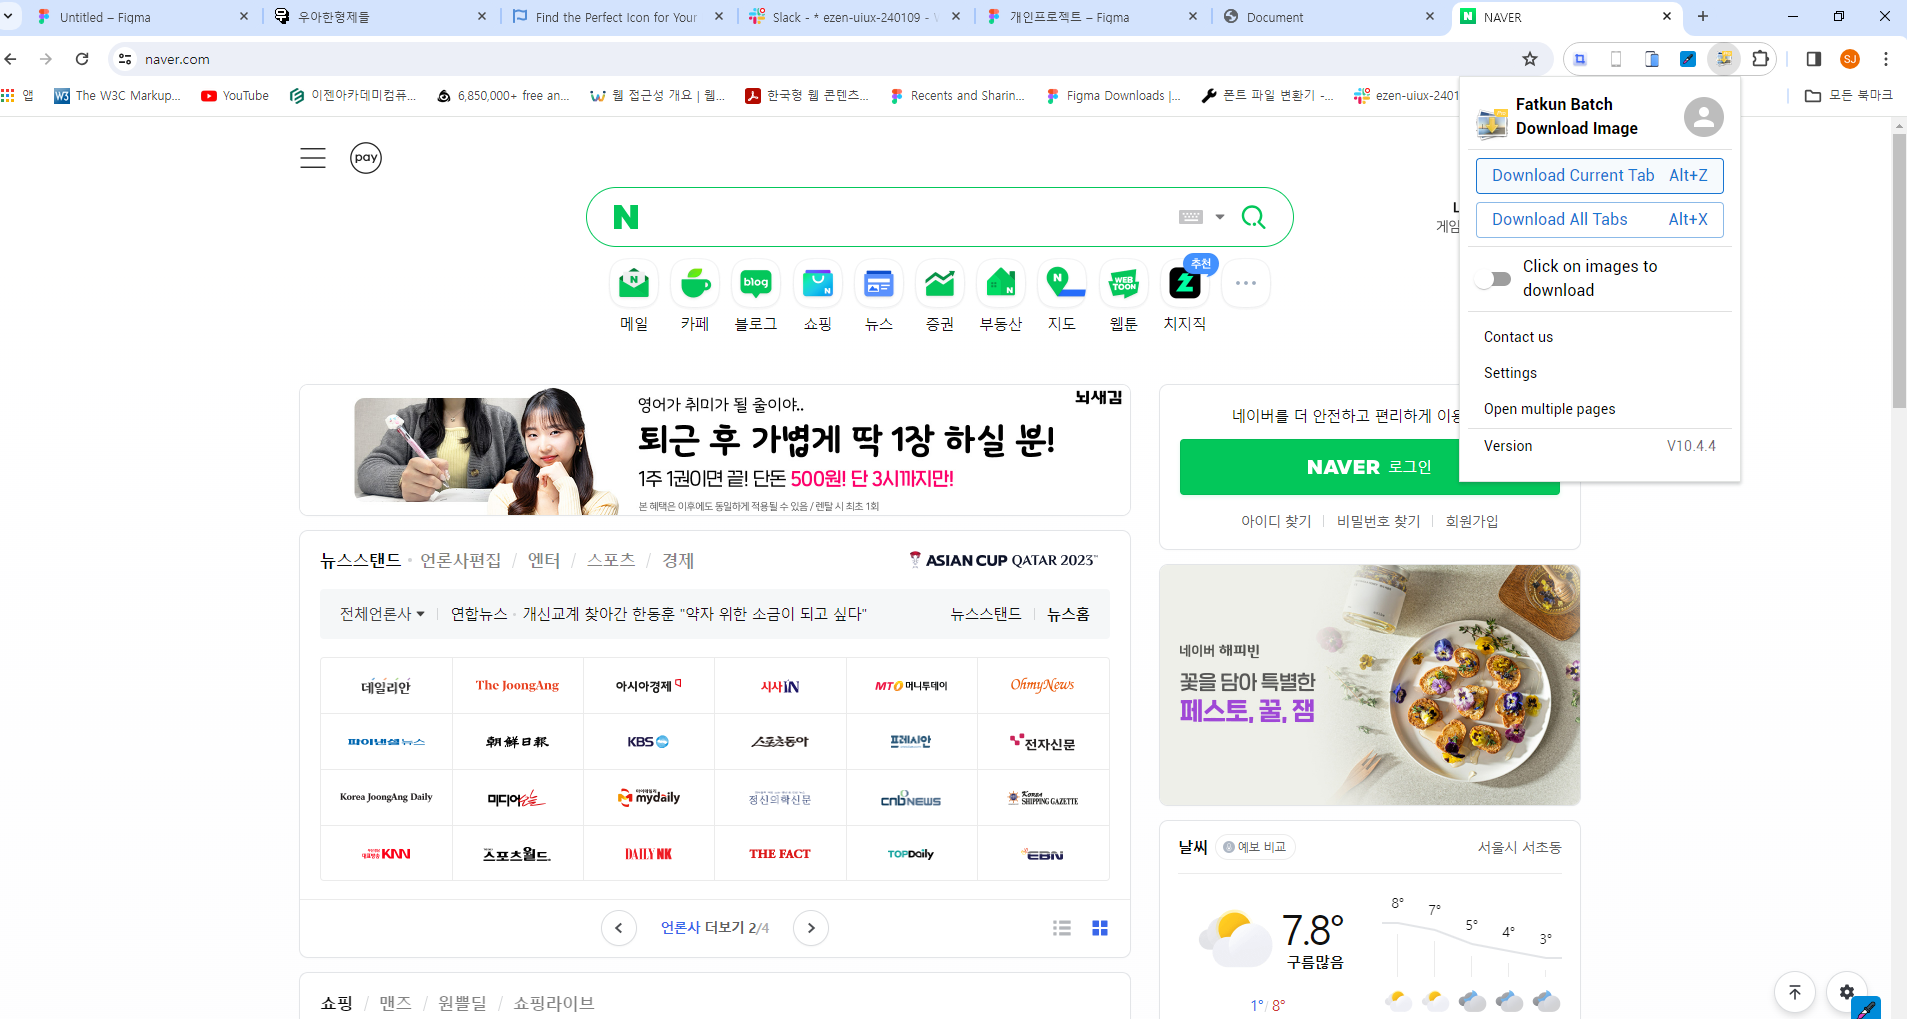 Untitled – Figma
우아한형제들
Find the Perfect Icon for Your
Slack - * ezen-uiux-240109 -
개인프로젝트 – Figma
Document
NAVER
naver.com
SJ
앱
The W3C Markup...
YouTube
이젠아카데미컴퓨...
6,850,000+ free an...
웹 접근성 개요 | 웹...
한국형 웹 콘텐츠...
Recents and Sharin...
Figma Downloads |...
폰트 파일 변환기 -...
ezen-uiux-2401
모든 북마크
Fatkun Batch
Download Image
Download Current Tab Alt+Z
Download All Tabs Alt+X
Click on images to
download
Contact us
Settings
Open multiple pages
Version V10.4.4
pay
N
게임
메일
카페
blog
블로그
쇼핑
뉴스
증권
부동산
지도
WEB
TOON
웹툰
추천
치지직
영어가 취미가 될 줄이야..
뇌새김
퇴근 후 가볍게 딱 1장 하실 분!
1주 1권이면 끝! 단돈 500원! 단 3시까지만!
본 혜택은 이후에도 동일하게 적용될 수 있음 / 렌탈 시 최초 1회
네이버를 더 안전하고 편리하게 이용
NAVER 로그인
아이디 찾기
비밀번호 찾기
회원가입
뉴스스탠드 · 언론사편집 / 엔터 / 스포츠 / 경제
ASIAN CUP QATAR 2023™
전체언론사
연합뉴스 · 개신교계 찾아간 한동훈 "약자 위한 소금이 되고 싶다"
뉴스스탠드
뉴스홈
데일리안
The JoongAng
아시아경제
시사IN
MTO 머니투데이
OhmyNews
파이낸셜뉴스
朝鮮日報
KBS
스포츠동아
프레시안
전자신문
Korea JoongAng Daily
미디어오늘
마이데일리
mydaily
정신의학신문
cnbNEWS
KOREA
SHIPPING GAZETTE
KNN
스포츠월드.
DAILY NK
THE FACT
TOPDaily
EBN
언론사 더보기 2/4
네이버 해피빈
꽃을 담아 특별한
페스토, 꿀, 잼
날씨
예보 비교
서울시 서초동
7.8°
구름많음
1°/ 8°
8°
7°
5°
4°
3°
쇼핑 / 맨즈 / 원쁠딜 / 쇼핑라이브